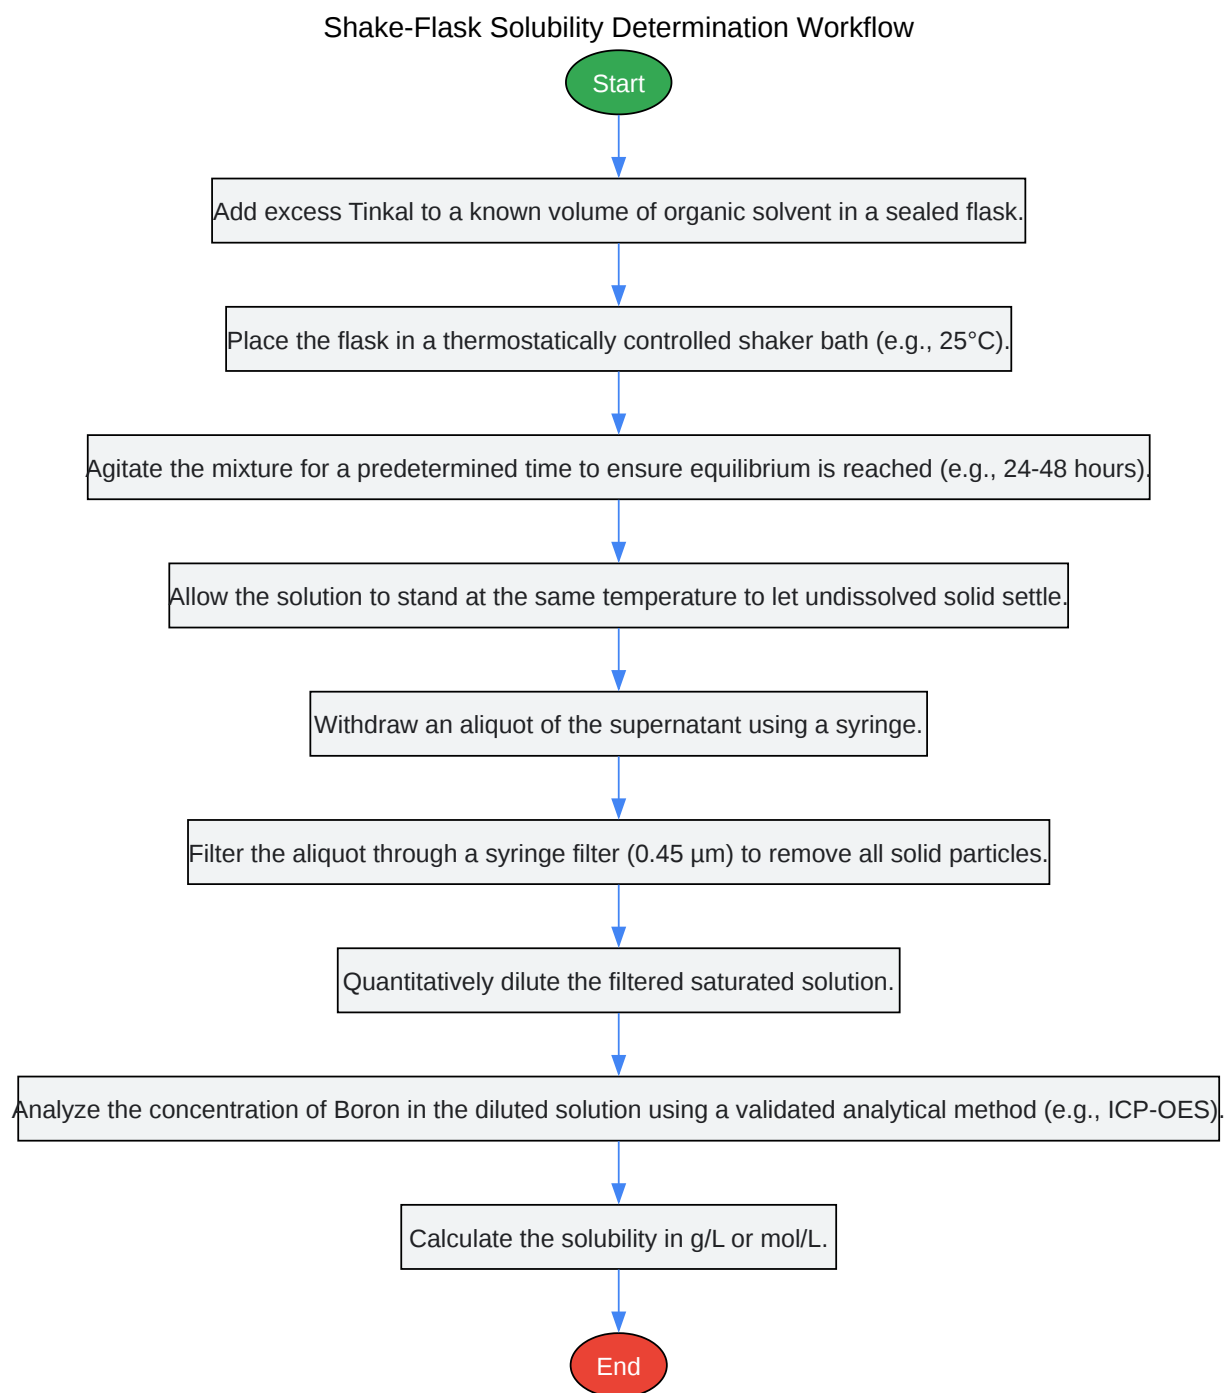 Shake-Flask Solubility Determination Workflow
Start
Add excess Tinkal to a known volume of organic solvent in a sealed flask.
Place the flask in a thermostatically controlled shaker bath (e.g., 25°C).
Agitate the mixture for a predetermined time to ensure equilibrium is reached (e.g., 24-48 hours).
Allow the solution to stand at the same temperature to let undissolved solid settle.
Withdraw an aliquot of the supernatant using a syringe.
Filter the aliquot through a syringe filter (0.45 µm) to remove all solid particles.
Quantitatively dilute the filtered saturated solution.
Analyze the concentration of Boron in the diluted solution using a validated analytical method (e.g., ICP-OES).
Calculate the solubility in g/L or mol/L.
End